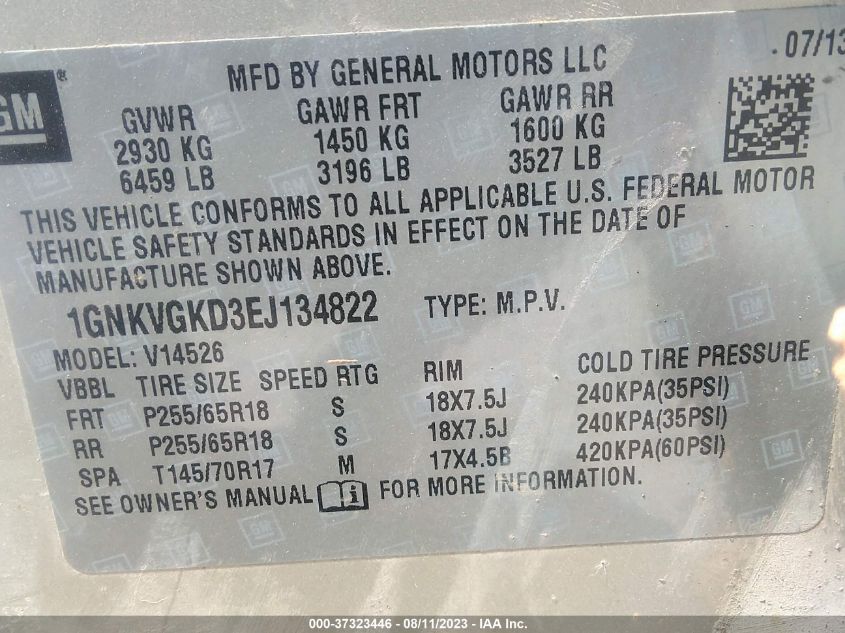 GM®
07/13
MFD BY GENERAL MOTORS LLC
GVWR GAWR FRT GAWR RR
2930 KG 1450 KG 1600 KG
6459 LB 3196 LB 3527 LB
THIS VEHICLE CONFORMS TO ALL APPLICABLE U.S. FEDERAL MOTOR
VEHICLE SAFETY STANDARDS IN EFFECT ON THE DATE OF
MANUFACTURE SHOWN ABOVE.
1GNKVGKD3EJ134822 TYPE: M.P.V.
MODEL: V14526
VBBL TIRE SIZE SPEED RTG RIM COLD TIRE PRESSURE
FRT P255/65R18 S 18X7.5J 240KPA(35PSI)
RR P255/65R18 S 18X7.5J 240KPA(35PSI)
SPA T145/70R17 M 17X4.5B 420KPA(60PSI)
SEE OWNER'S MANUAL i FOR MORE INFORMATION.
000-37323446 - 08/11/2023 - IAA Inc.